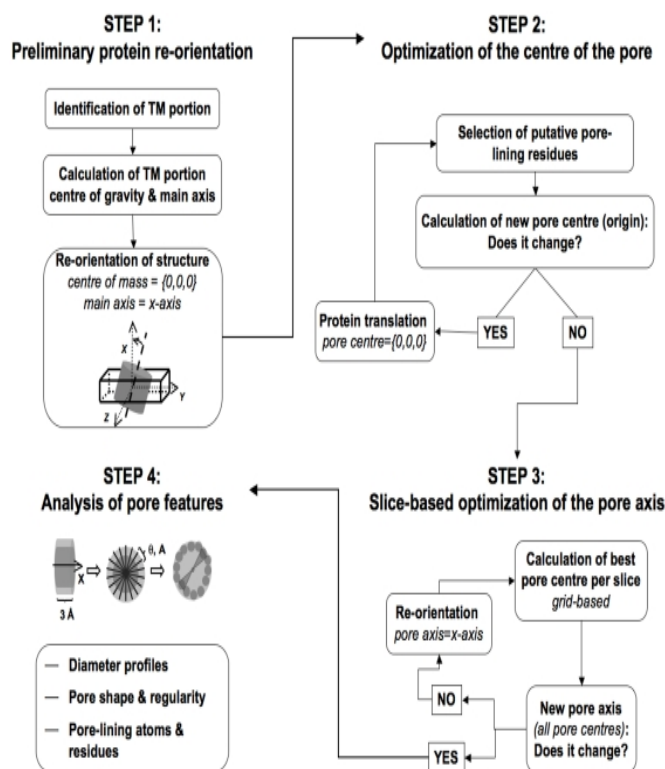 STEP 1:
Preliminary protein re-orientation
Identification of TM portion
Calculation of TM portion
centre of gravity & main axis
Re-orientation of structure
centre of mass = {0,0,0}
main axis = x-axis
X
Y
Z
STEP 2:
Optimization of the centre of the pore
Selection of putative pore-
lining residues
Calculation of new pore centre (origin):
Does it change?
YES
NO
Protein translation
pore centre={0,0,0}
STEP 3:
Slice-based optimization of the pore axis
Calculation of best
pore centre per slice
grid-based
Re-orientation
pore axis=x-axis
NO
New pore axis
(all pore centres):
Does it change?
YES
STEP 4:
Analysis of pore features
X
θ, A
3 Å
— Diameter profiles
— Pore shape & regularity
— Pore-lining atoms &
residues